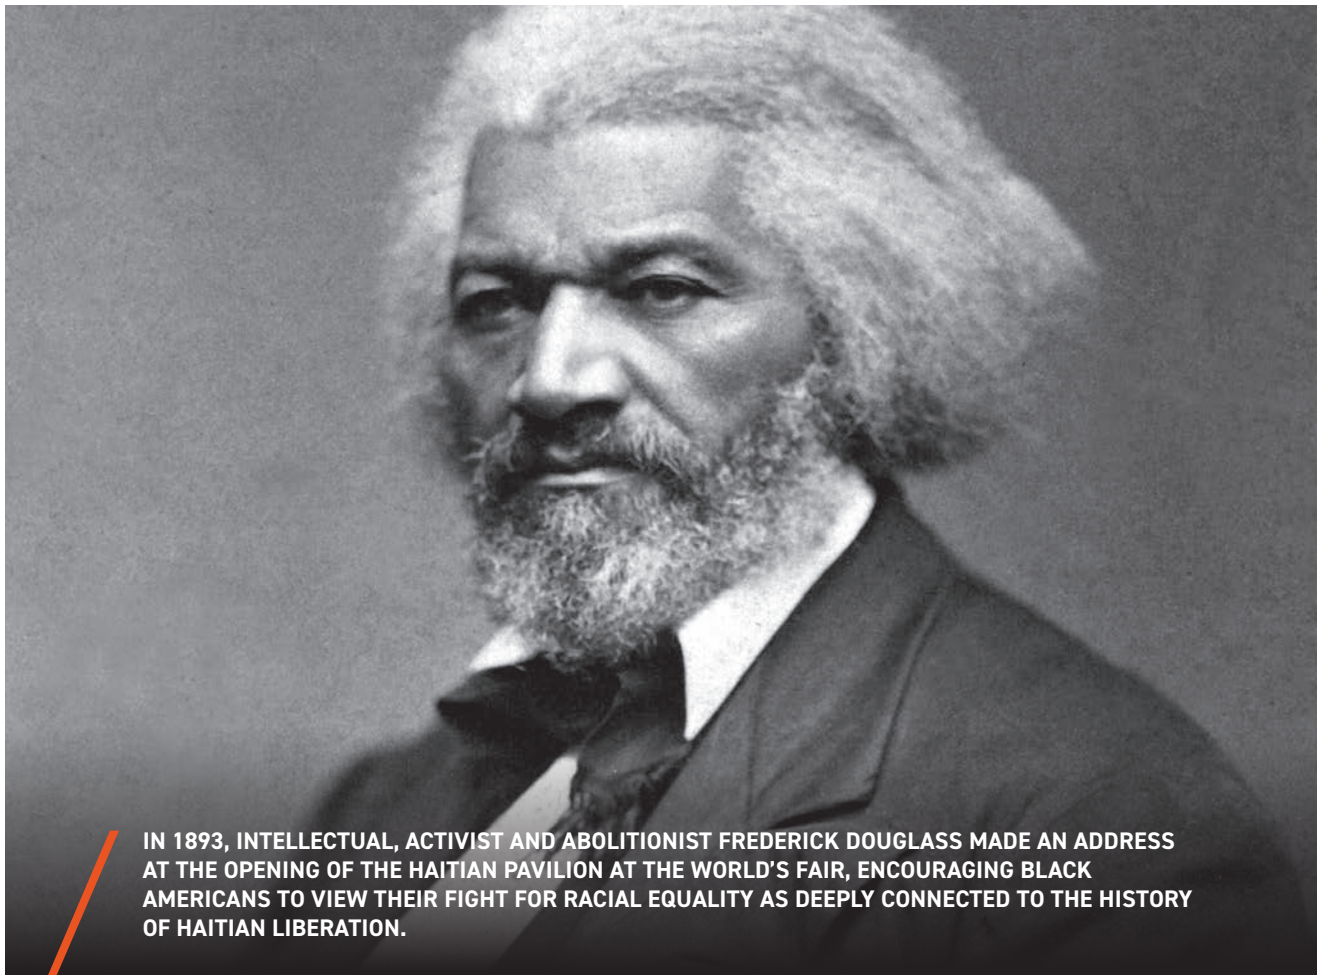 IN 1893, INTELLECTUAL, ACTIVIST AND ABOLITIONIST FREDERICK DOUGLASS MADE AN ADDRESS
AT THE OPENING OF THE HAITIAN PAVILION AT THE WORLD'S FAIR, ENCOURAGING BLACK
AMERICANS TO VIEW THEIR FIGHT FOR RACIAL EQUALITY AS DEEPLY CONNECTED TO THE HISTORY
OF HAITIAN LIBERATION.